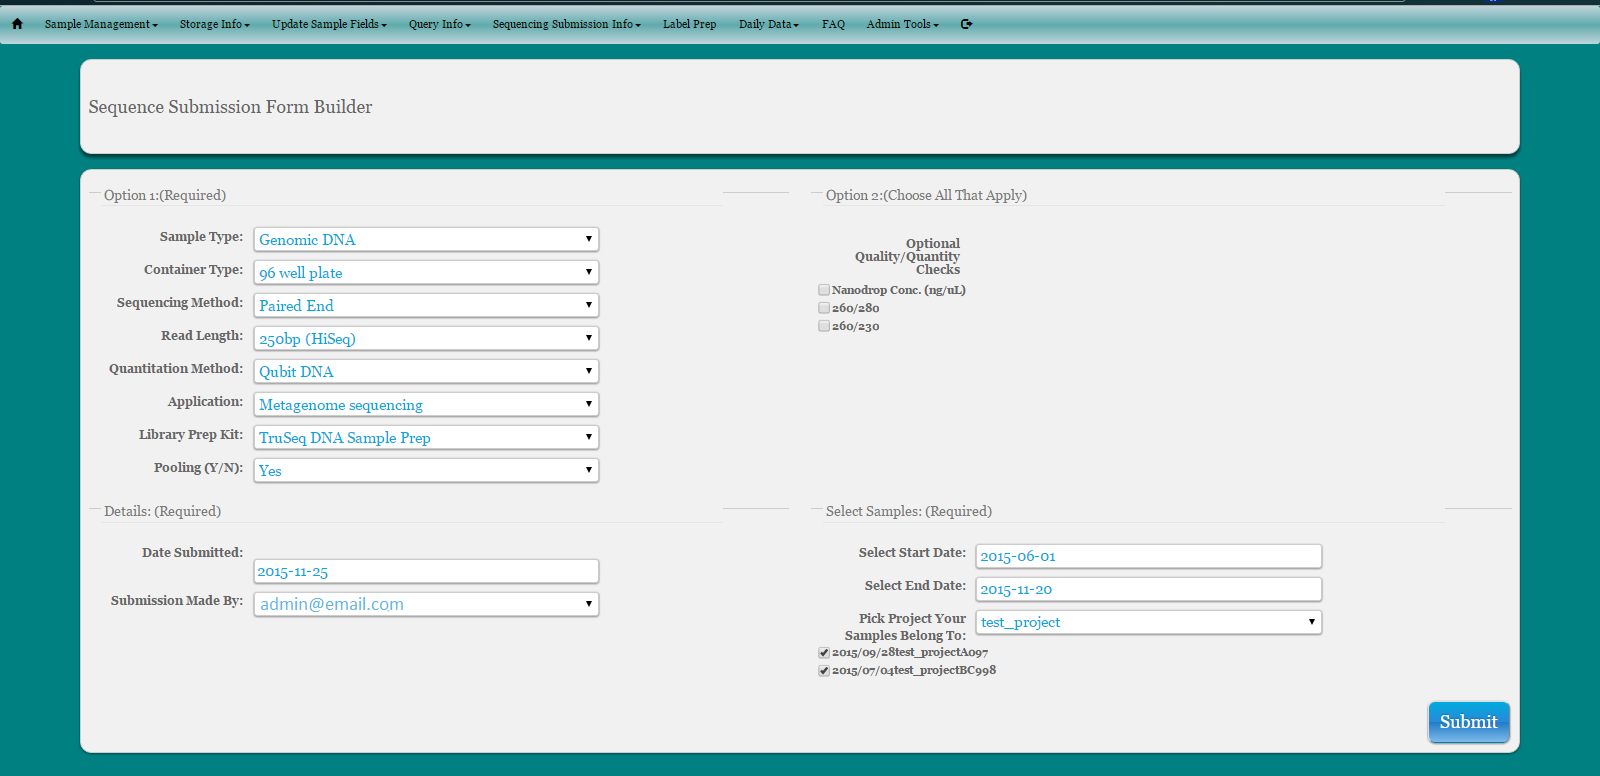 Sample Management Storage Info Update Sample Fields Query Info Sequencing Submission Info Label Prep Daily Data FAQ Admin Tools
Sequence Submission Form Builder
Option 1:(Required)
Sample Type: Genomic DNA
Container Type: 96 well plate
Sequencing Method: Paired End
Read Length: 250bp (HiSeq)
Quantitation Method: Qubit DNA
Application: Metagenome sequencing
Library Prep Kit: TruSeq DNA Sample Prep
Pooling (Y/N): Yes
Option 2:(Choose All That Apply)
Optional
Quality/Quantity
Checks
Nanodrop Conc. (ng/uL)
260/280
260/230
Details: (Required)
Date Submitted:
2015-11-25
Submission Made By: admin@email.com
Select Samples: (Required)
Select Start Date: 2015-06-01
Select End Date: 2015-11-20
Pick Project Your
Samples Belong To: test_project
2015/09/28test_projectA097
2015/07/04test_projectBC998
Submit